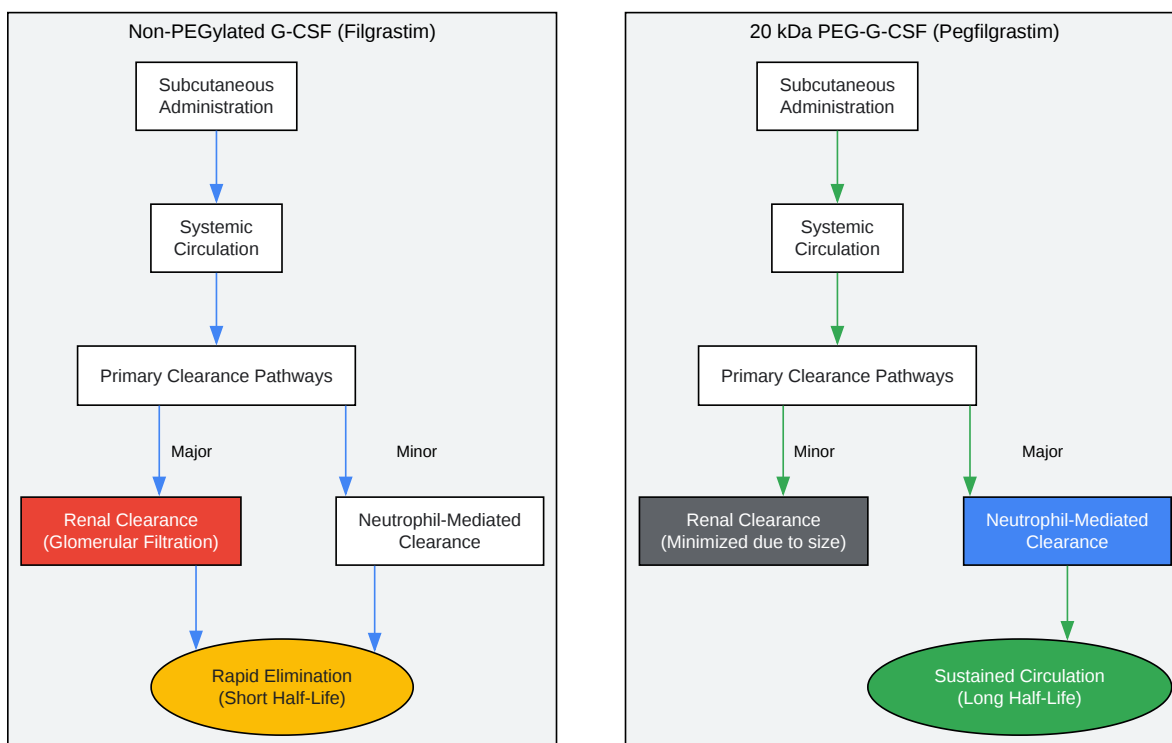 Non-PEGylated G-CSF (Filgrastim)
Subcutaneous
Administration
Systemic
Circulation
Primary Clearance Pathways
Major
Minor
Renal Clearance
(Glomerular Filtration)
Neutrophil-Mediated
Clearance
Rapid Elimination
(Short Half-Life)
20 kDa PEG-G-CSF (Pegfilgrastim)
Subcutaneous
Administration
Systemic
Circulation
Primary Clearance Pathways
Minor
Major
Renal Clearance
(Minimized due to size)
Neutrophil-Mediated
Clearance
Sustained Circulation
(Long Half-Life)